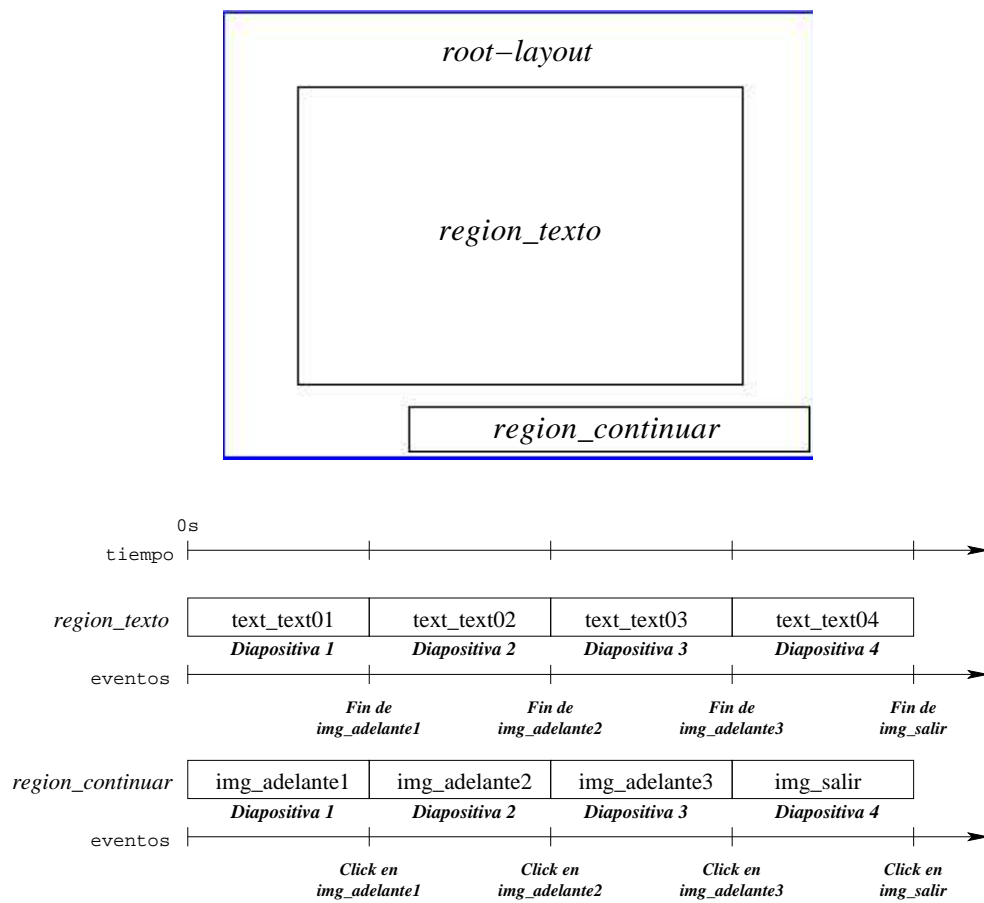 root−layout
region_texto
region_continuar
0s
tiempo
region_texto text_text01 text_text02 text_text03 text_text04
Diapositiva 1 Diapositiva 2 Diapositiva 3 Diapositiva 4
eventos
Fin de Fin de Fin de Fin de
img_adelante1 img_adelante2 img_adelante3 img_salir
region_continuar img_adelante1 img_adelante2 img_adelante3 img_salir
Diapositiva 1 Diapositiva 2 Diapositiva 3 Diapositiva 4
eventos
Click en Click en Click en Click en
img_adelante1 img_adelante2 img_adelante3 img_salir